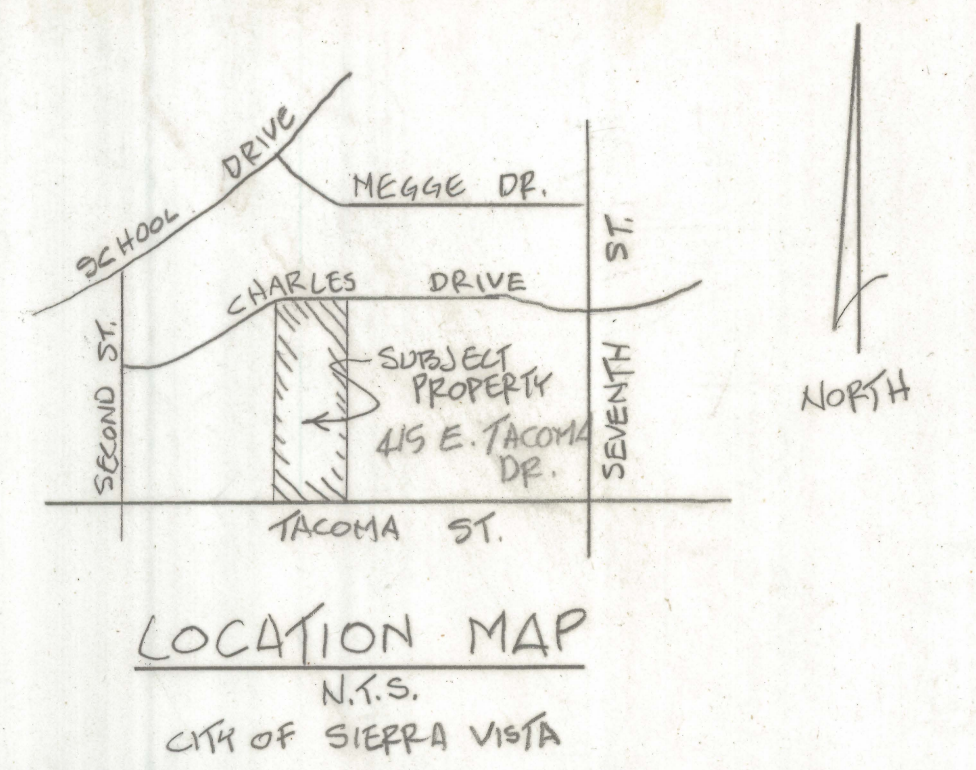 SCHOOL DRIVE
MEGGE DR.
CHARLES DRIVE
SECOND ST.
SEVENTH ST.
SUBJECT
PROPERTY
415 E. TACOMA
DR.
TACOMA ST.
NORTH
LOCATION MAP
N.T.S.
CITY OF SIERRA VISTA